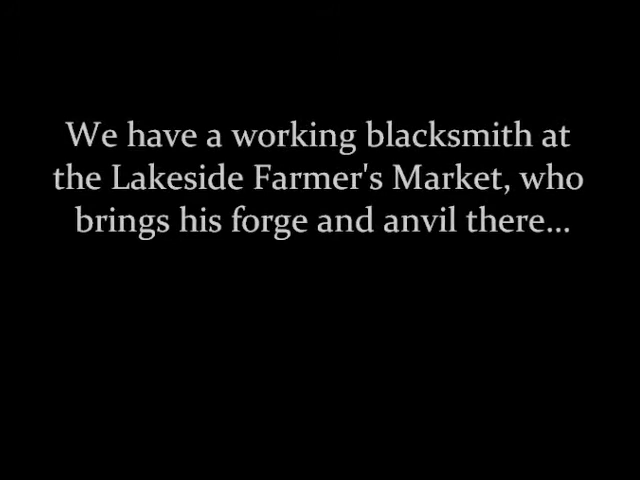 We have a working blacksmith at
the Lakeside Farmer's Market, who
brings his forge and anvil there...